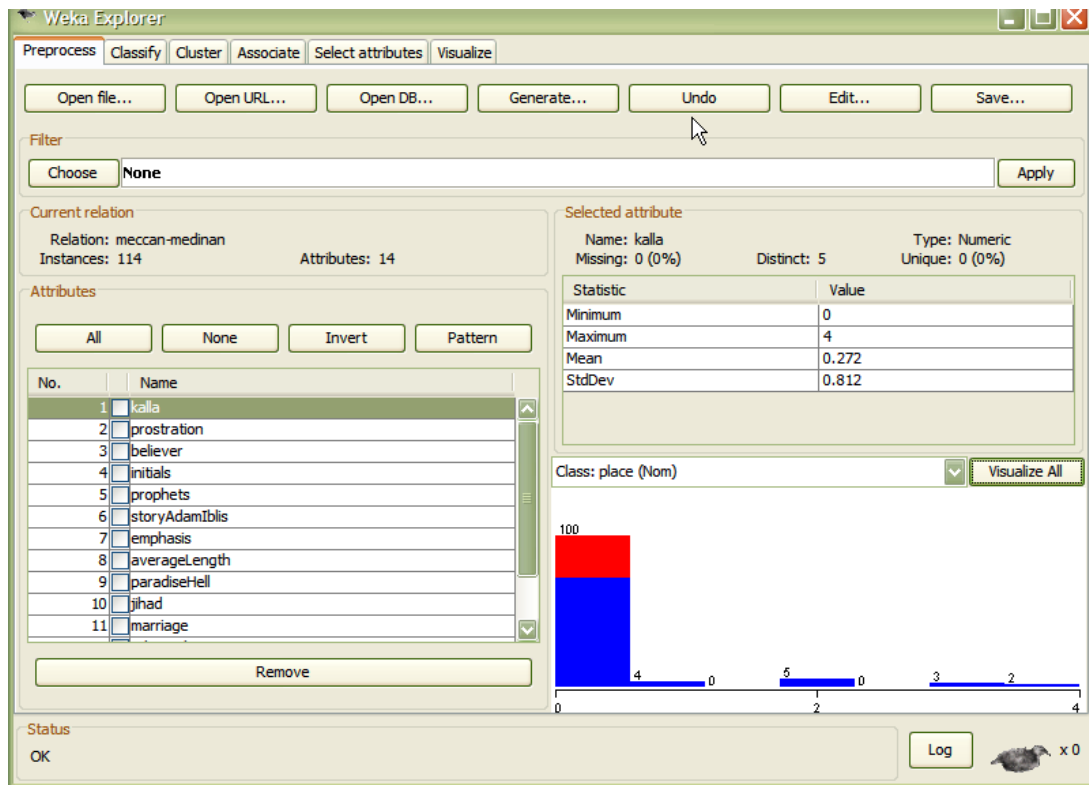 Weka Explorer
Preprocess Classify Cluster Associate Select attributes Visualize
Open file... Open URL... Open DB... Generate... Undo Edit... Save...
Filter
Choose None Apply
Current relation
Relation: meccan-medinan
Instances: 114 Attributes: 14
Attributes
All None Invert Pattern
No. Name
1 kalla
2 prostration
3 believer
4 initials
5 prophets
6 storyAdamIblis
7 emphasis
8 averageLength
9 paradiseHell
10 jihad
11 marriage
Remove
Selected attribute
Name: kalla Type: Numeric
Missing: 0 (0%) Distinct: 5 Unique: 0 (0%)
Statistic Value
Minimum 0
Maximum 4
Mean 0.272
StdDev 0.812
Class: place (Nom) Visualize All
100
4 0 5 0 3 2
0 2 4
Status
OK
Log x 0